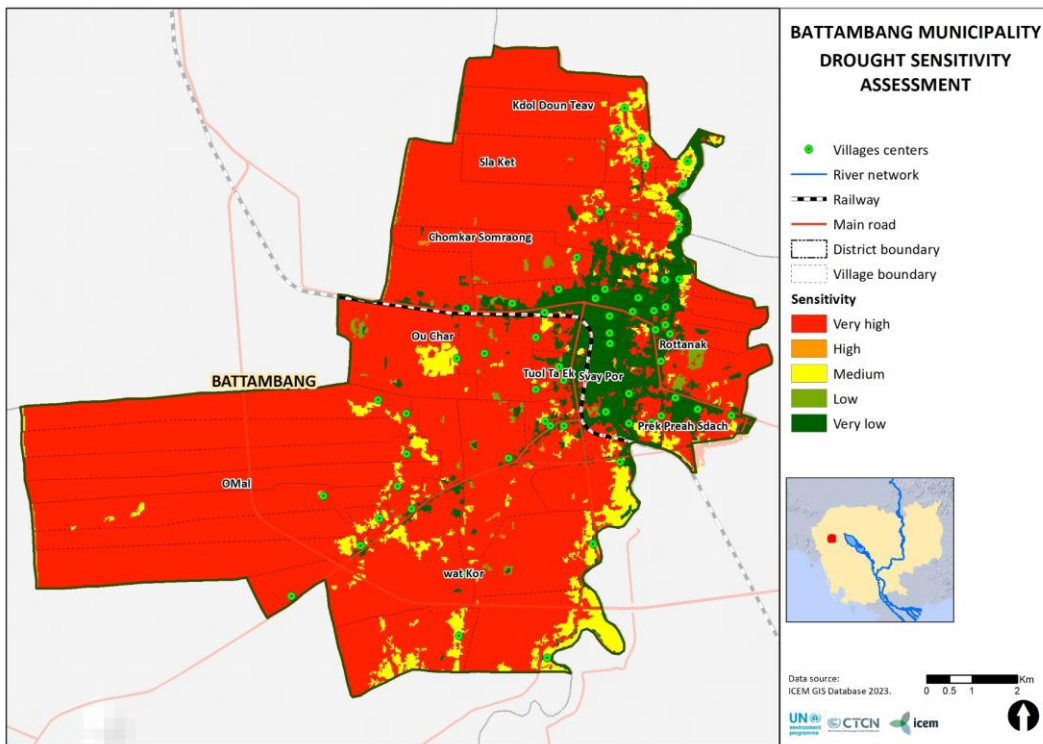 BATTAMBANG MUNICIPALITY
DROUGHT SENSITIVITY
ASSESSMENT
Villages centers
River network
Railway
Main road
District boundary
Village boundary
Sensitivity
Very high
High
Medium
Low
Very low
Kdol Doun Teav
Sla Ket
Chomkar Somraong
Ou Char
Rottanak
Tuol Ta Ek
Svay Por
BATTAMBANG
Prek Preah Sdach
OMal
wat Kor
Data source:
ICEM GIS Database 2023.
Km
0 0.5 1 2
UN
environment
programme
CTCN
icem